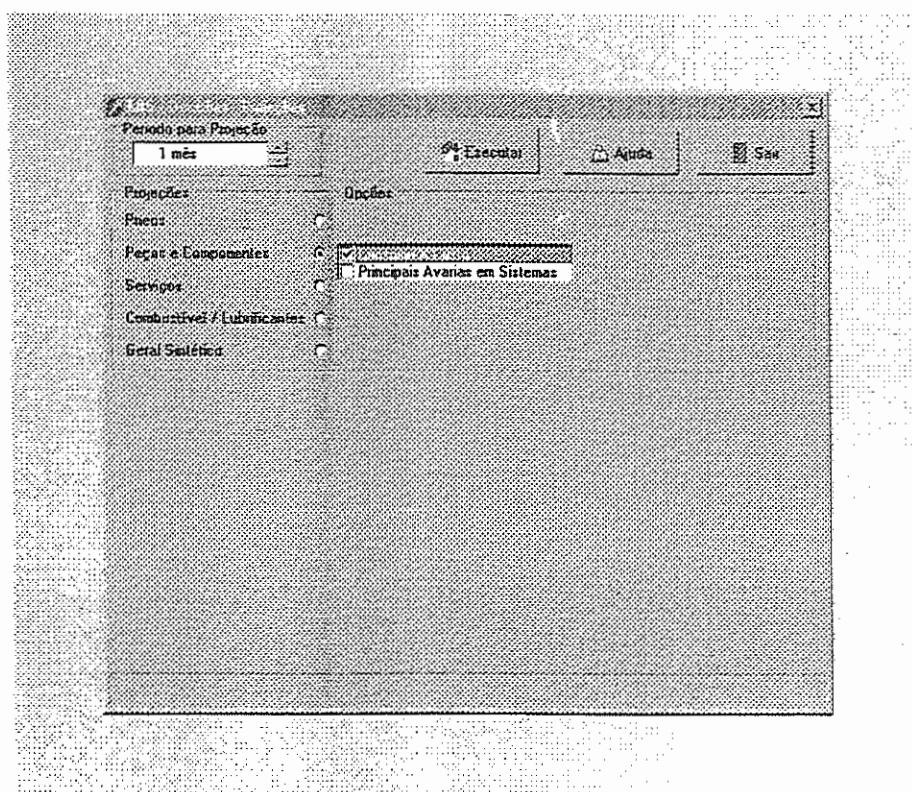 Período para Projeção
1 mês
Executar
Ajuda
Sair
Projeções
Opções
Pneus
Peças e Componentes
Principais Avarias em Sistemas
Serviços
Combustível / Lubrificantes
Geral Sintético